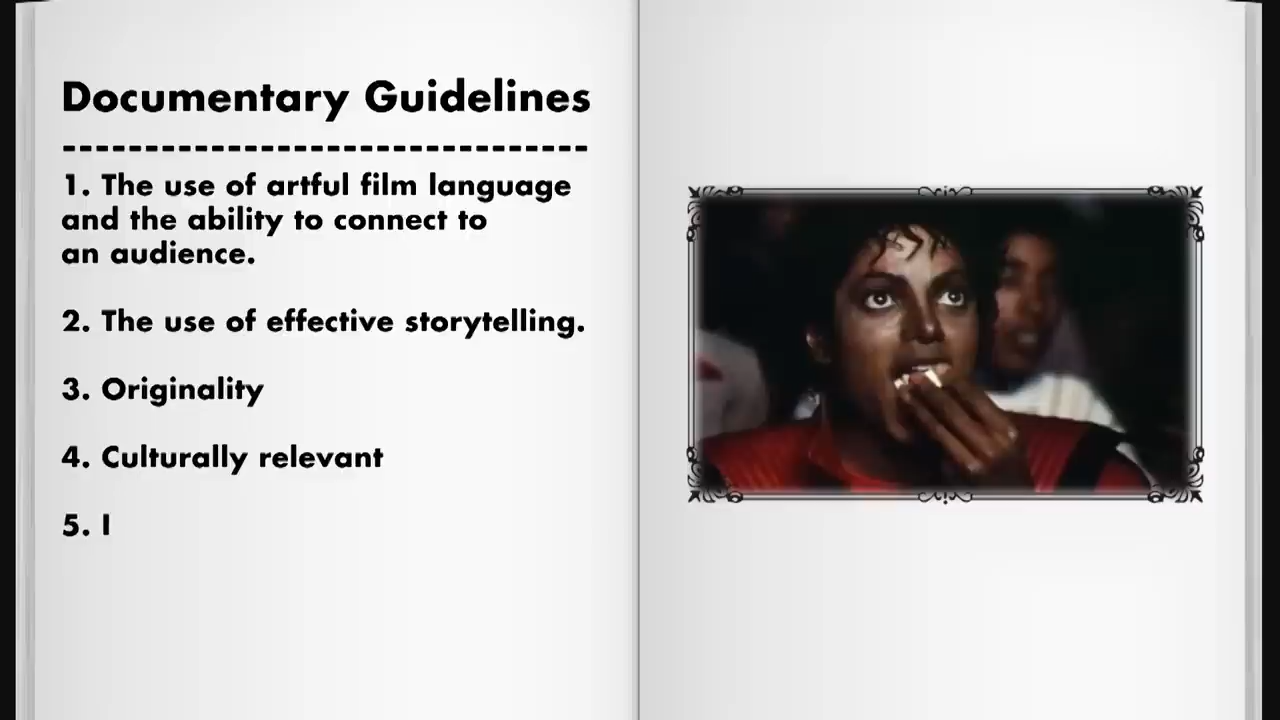 Documentary Guidelines
--------------------------------
1. The use of artful film language
and the ability to connect to
an audience.
2. The use of effective storytelling.
3. Originality
4. Culturally relevant
5. I